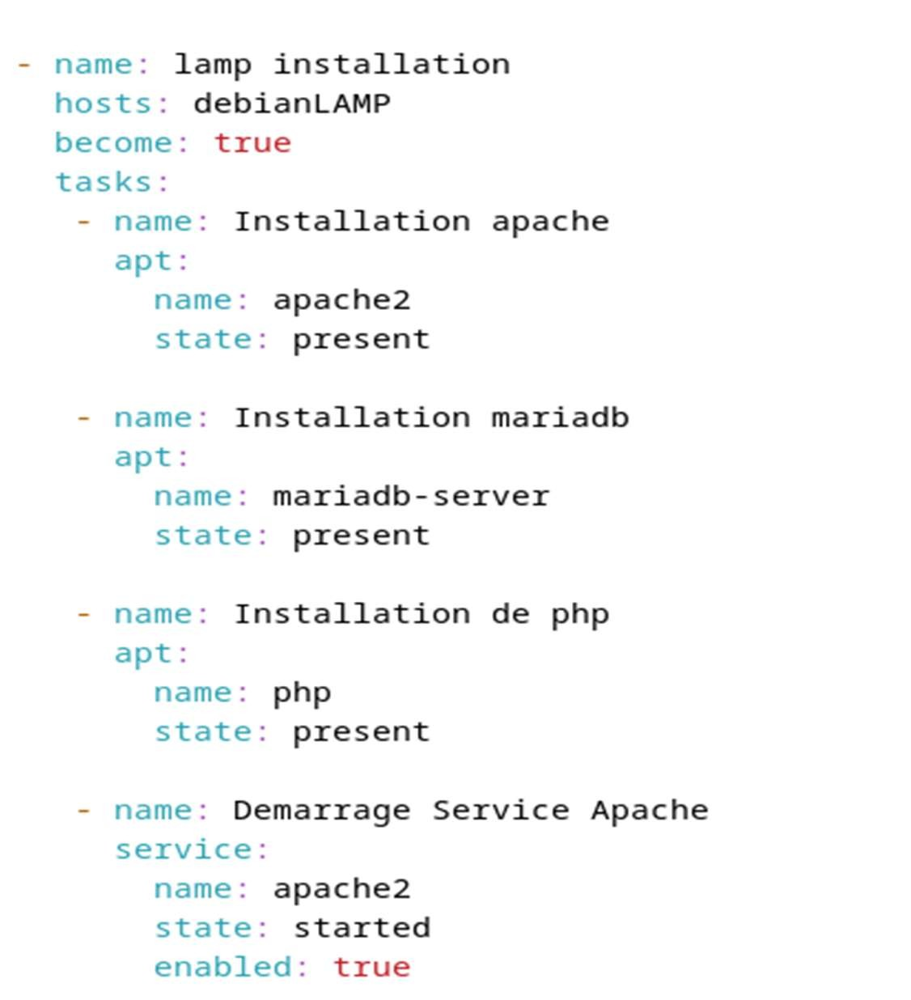 - name: lamp installation
  hosts: debianLAMP
  become: true
  tasks:
   - name: Installation apache
     apt:
       name: apache2
       state: present

   - name: Installation mariadb
     apt:
       name: mariadb-server
       state: present

   - name: Installation de php
     apt:
       name: php
       state: present

   - name: Demarrage Service Apache
     service:
       name: apache2
       state: started
       enabled: true